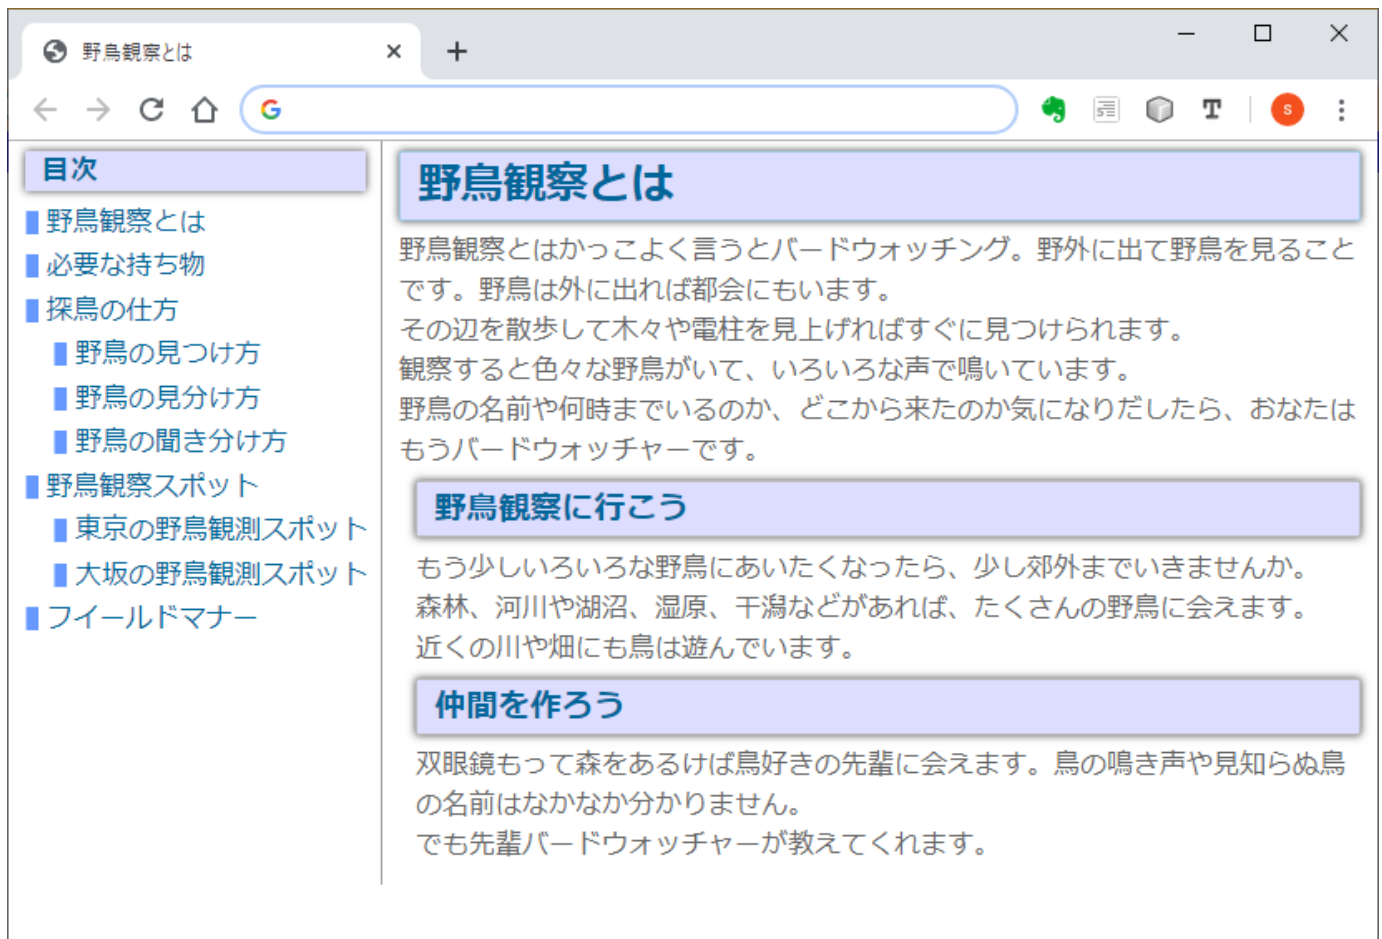 野鳥観察とは
G
T
s
目次
野鳥観察とは
必要な持ち物
探鳥の仕方
野鳥の見つけ方
野鳥の見分け方
野鳥の聞き分け方
野鳥観察スポット
東京の野鳥観測スポット
大坂の野鳥観測スポット
フイールドマナー
野鳥観察とは
野鳥観察とはかっこよく言うとバードウォッチング。野外に出て野鳥を見ること
です。野鳥は外に出れば都会にもいます。
その辺を散歩して木々や電柱を見上げればすぐに見つけられます。
観察すると色々な野鳥がいて、いろいろな声で鳴いています。
野鳥の名前や何時までいるのか、どこから来たのか気になりだしたら、おなたは
もうバードウォッチャーです。
野鳥観察に行こう
もう少しいろいろな野鳥にあいたくなったら、少し郊外までいきませんか。
森林、河川や湖沼、湿原、干潟などがあれば、たくさんの野鳥に会えます。
近くの川や畑にも鳥は遊んでいます。
仲間を作ろう
双眼鏡もって森をあるけば鳥好きの先輩に会えます。鳥の鳴き声や見知らぬ鳥
の名前はなかなか分かりません。
でも先輩バードウォッチャーが教えてくれます。